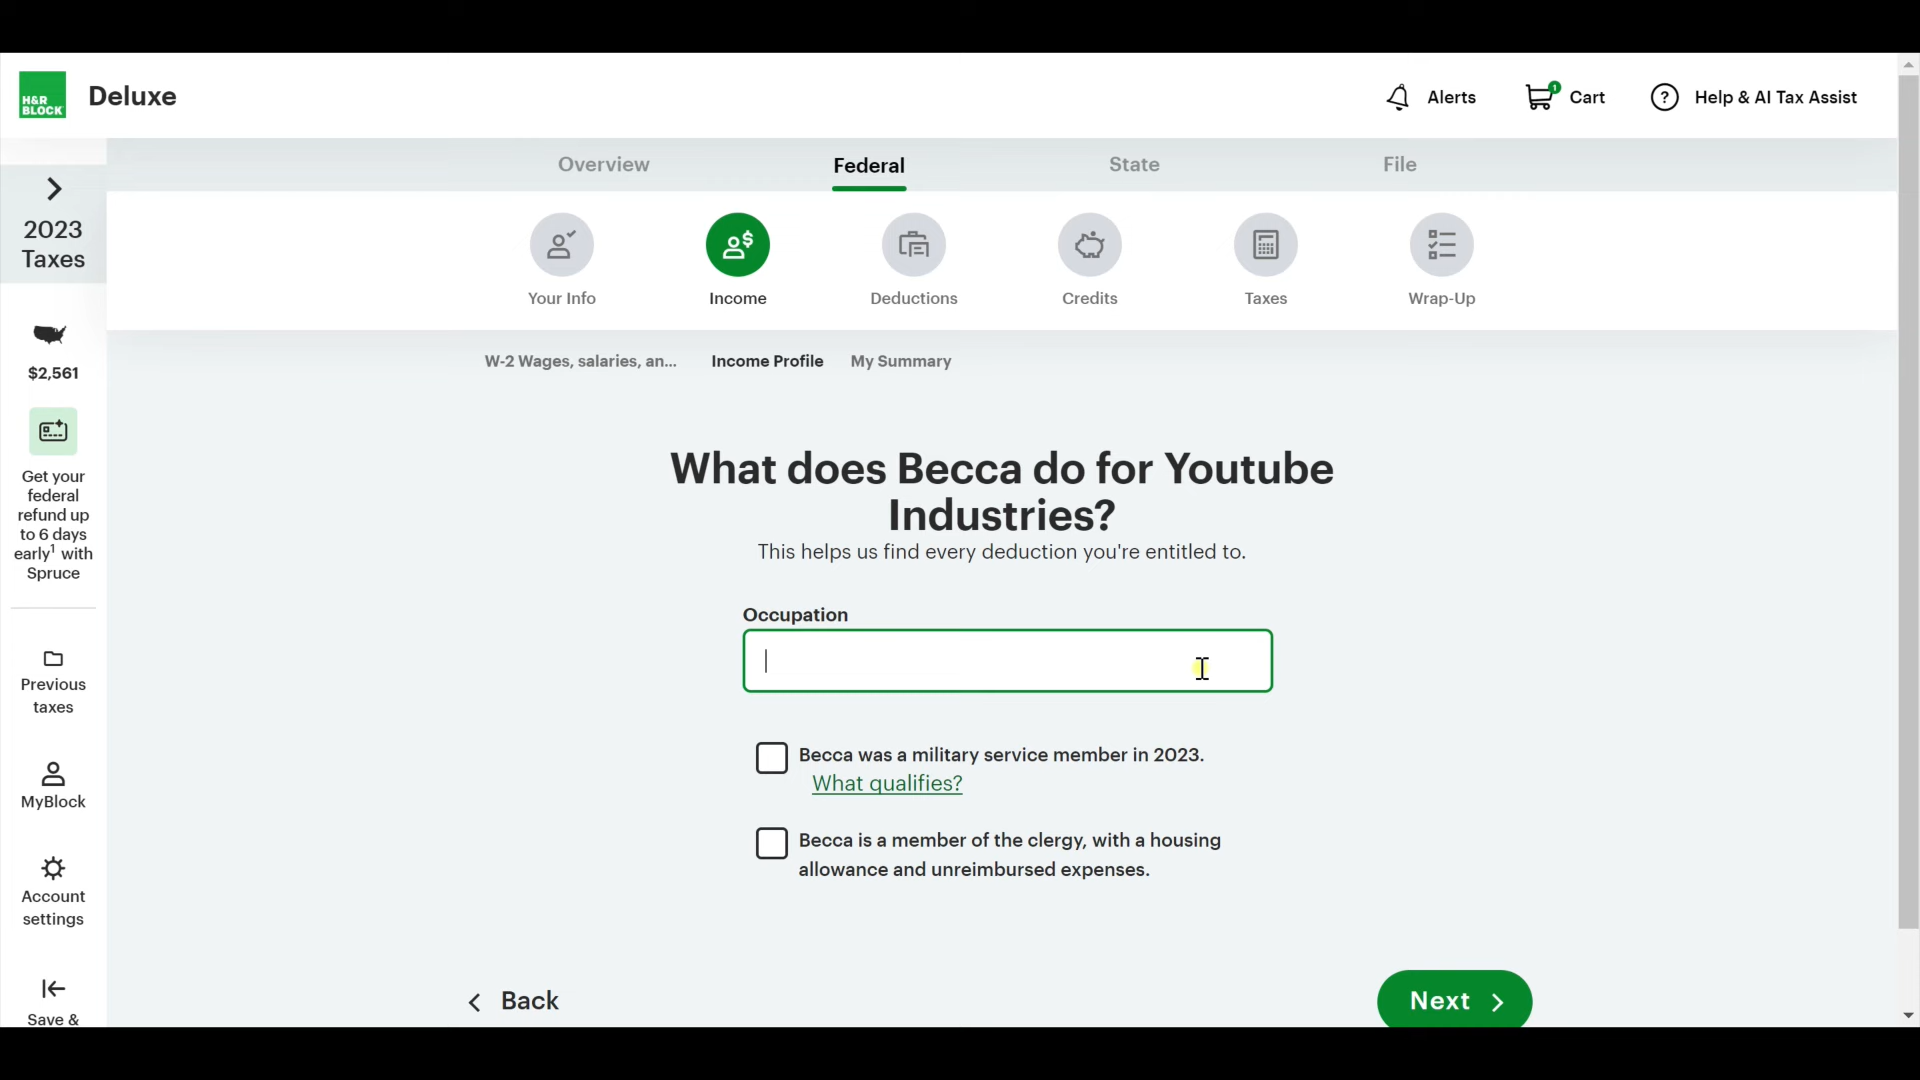 H&R
BLOCK
Deluxe
Alerts
1
Cart
?
Help & AI Tax Assist
Overview
Federal
State
File
2023
Taxes
$2,561
Get your
federal
refund up
to 6 days
early1 with
Spruce
Previous
taxes
MyBlock
Account
settings
Save &
$
Your Info
Income
Deductions
Credits
Taxes
Wrap-Up
W-2 Wages, salaries, an...
Income Profile
My Summary
What does Becca do for Youtube
Industries?
This helps us find every deduction you're entitled to.
Occupation
Becca was a military service member in 2023.
What qualifies?
Becca is a member of the clergy, with a housing
allowance and unreimbursed expenses.
Back
Next